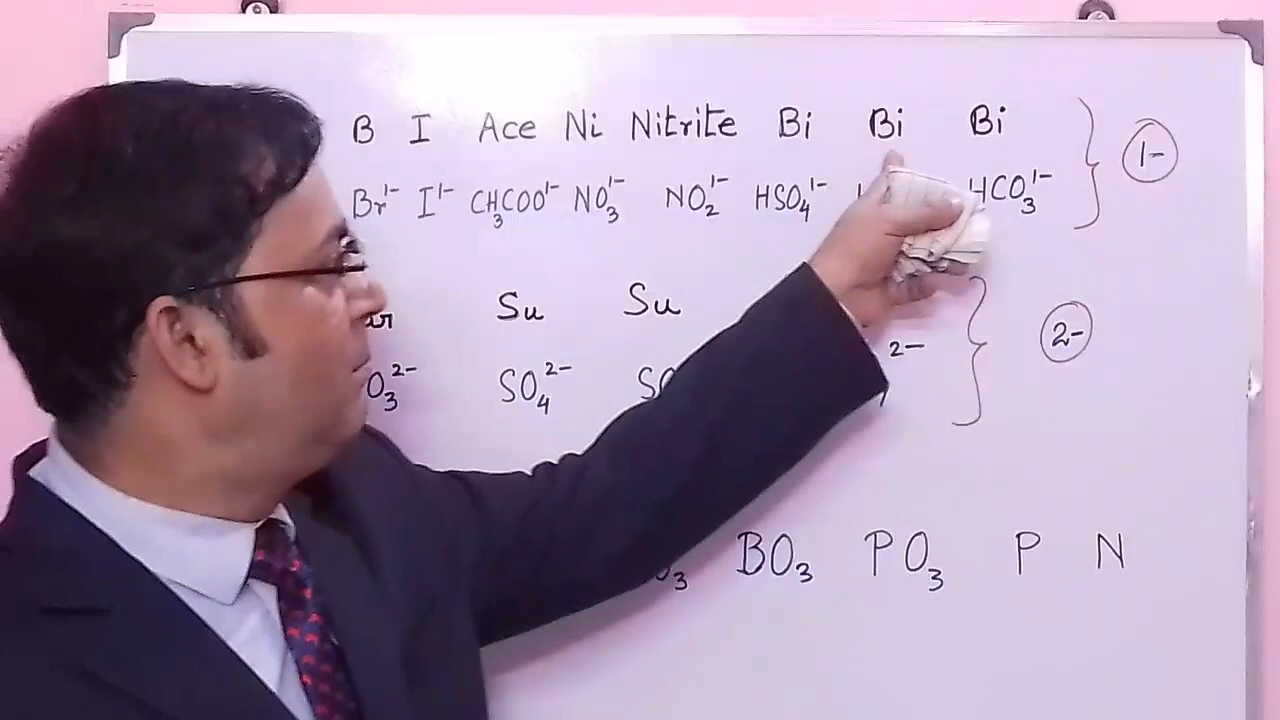 B I Ace Ni Nitrite Bi Bi Bi 1-
Br¹⁻ I¹⁻ CH₃COO¹⁻ NO₃¹⁻ NO₂¹⁻ HSO₄¹⁻ HCO₃¹⁻
Su Su 2-
O₃²⁻ SO₄²⁻ 2-
BO₃ PO₃ P N